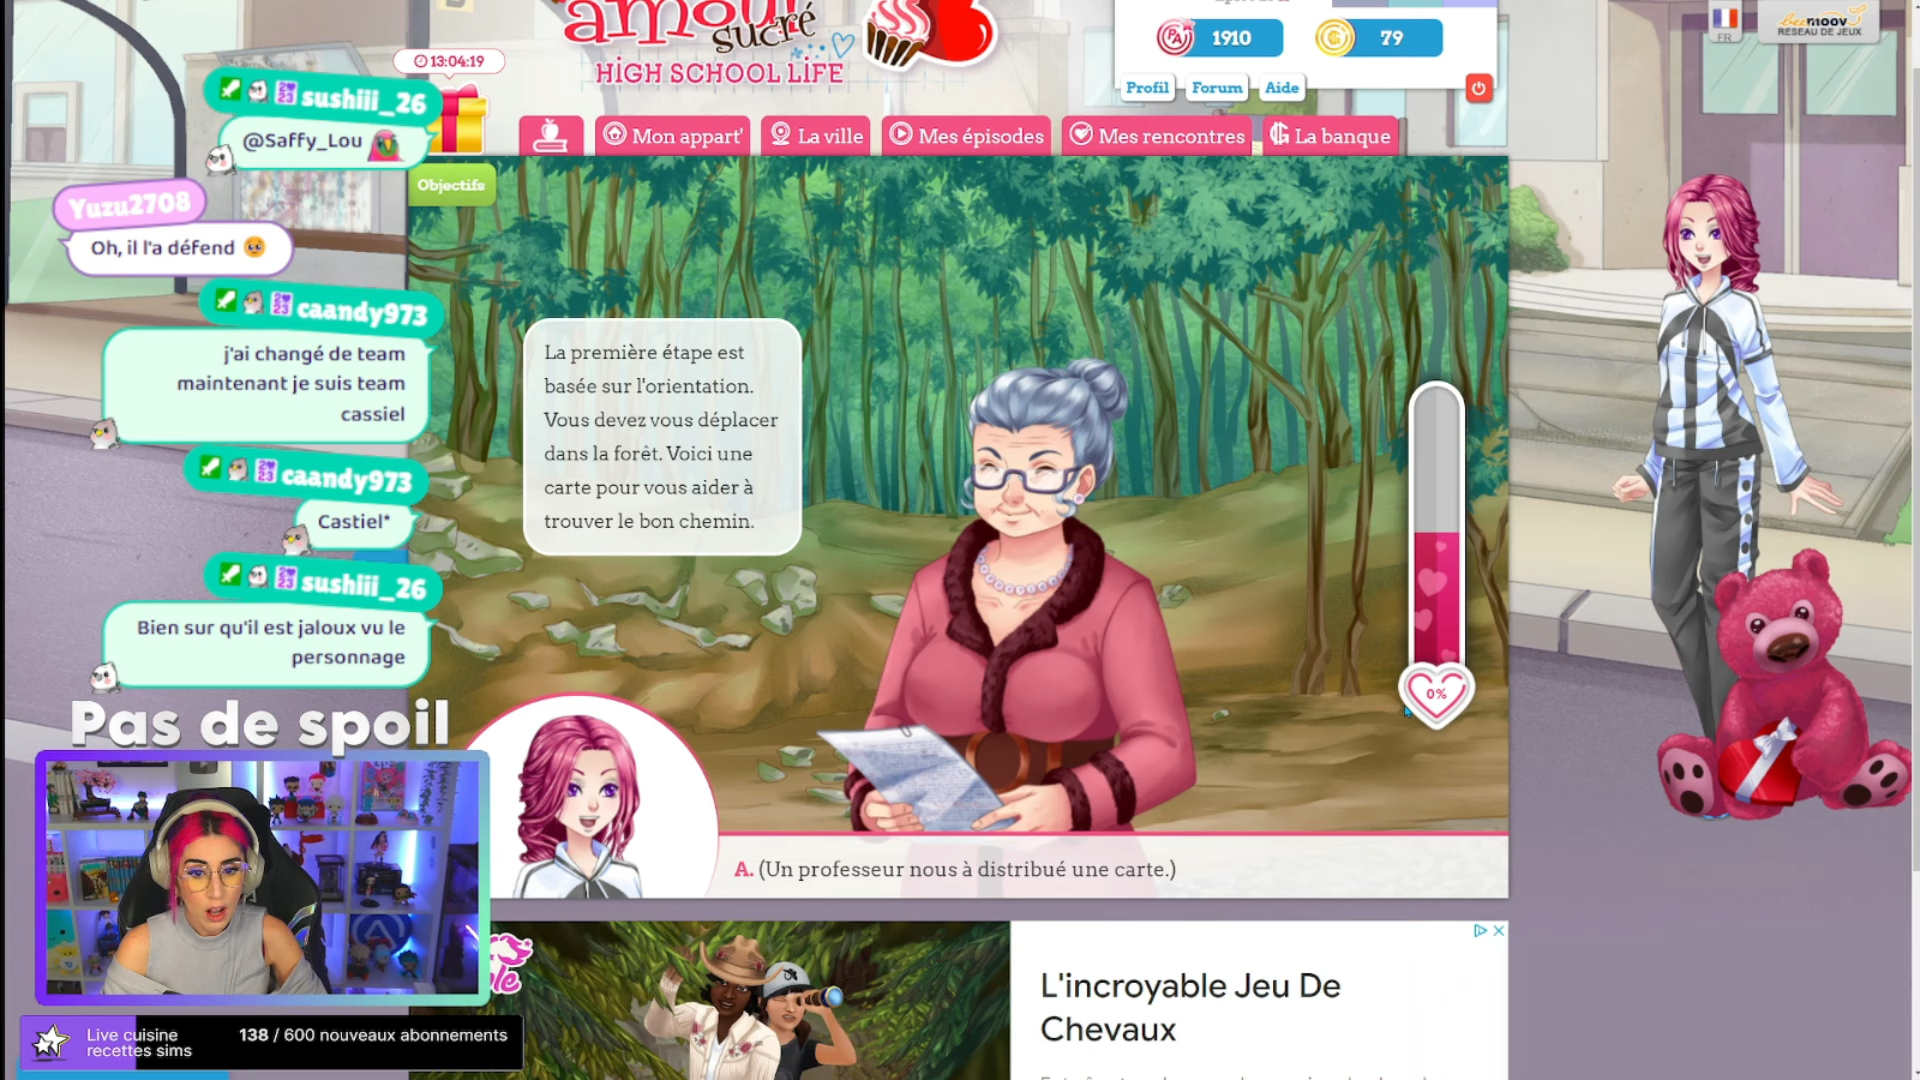 amour
sucré
HIGH SCHOOL LIFE
13:04:19
1910
79
Profil
Forum
Aide
FR
beemoov
RESEAU DE JEUX
Mon appart'
La ville
Mes épisodes
Mes rencontres
La banque
Objectifs
sushiii_26
@Saffy_Lou
Yuzu2708
Oh, il l'a défend
caandy973
j'ai changé de team
maintenant je suis team
cassiel
caandy973
Castiel*
sushiii_26
Bien sur qu'il est jaloux vu le
personnage
Pas de spoil
La première étape est
basée sur l'orientation.
Vous devez vous déplacer
dans la forêt. Voici une
carte pour vous aider à
trouver le bon chemin.
0%
A. (Un professeur nous à distribué une carte.)
L'incroyable Jeu De
Chevaux
Live cuisine
recettes sims
138 / 600 nouveaux abonnements